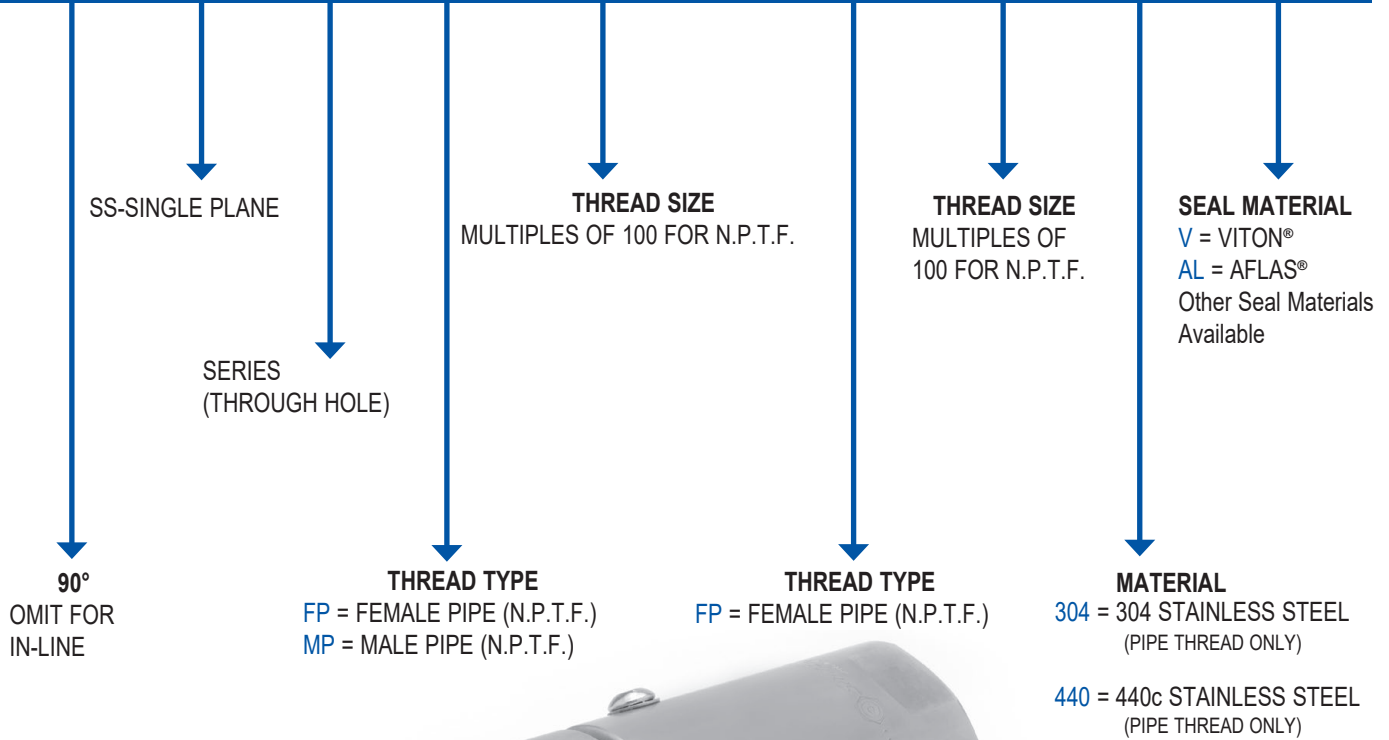 SS-SINGLE PLANE
THREAD SIZE
MULTIPLES OF 100 FOR N.P.T.F.
THREAD SIZE
MULTIPLES OF
100 FOR N.P.T.F.
SEAL MATERIAL
V = VITON®
AL = AFLAS®
Other Seal Materials
Available
SERIES
(THROUGH HOLE)
90°
OMIT FOR
IN-LINE
THREAD TYPE
FP = FEMALE PIPE (N.P.T.F.)
MP = MALE PIPE (N.P.T.F.)
THREAD TYPE
FP = FEMALE PIPE (N.P.T.F.)
MATERIAL
304 = 304 STAINLESS STEEL
(PIPE THREAD ONLY)
440 = 440c STAINLESS STEEL
(PIPE THREAD ONLY)